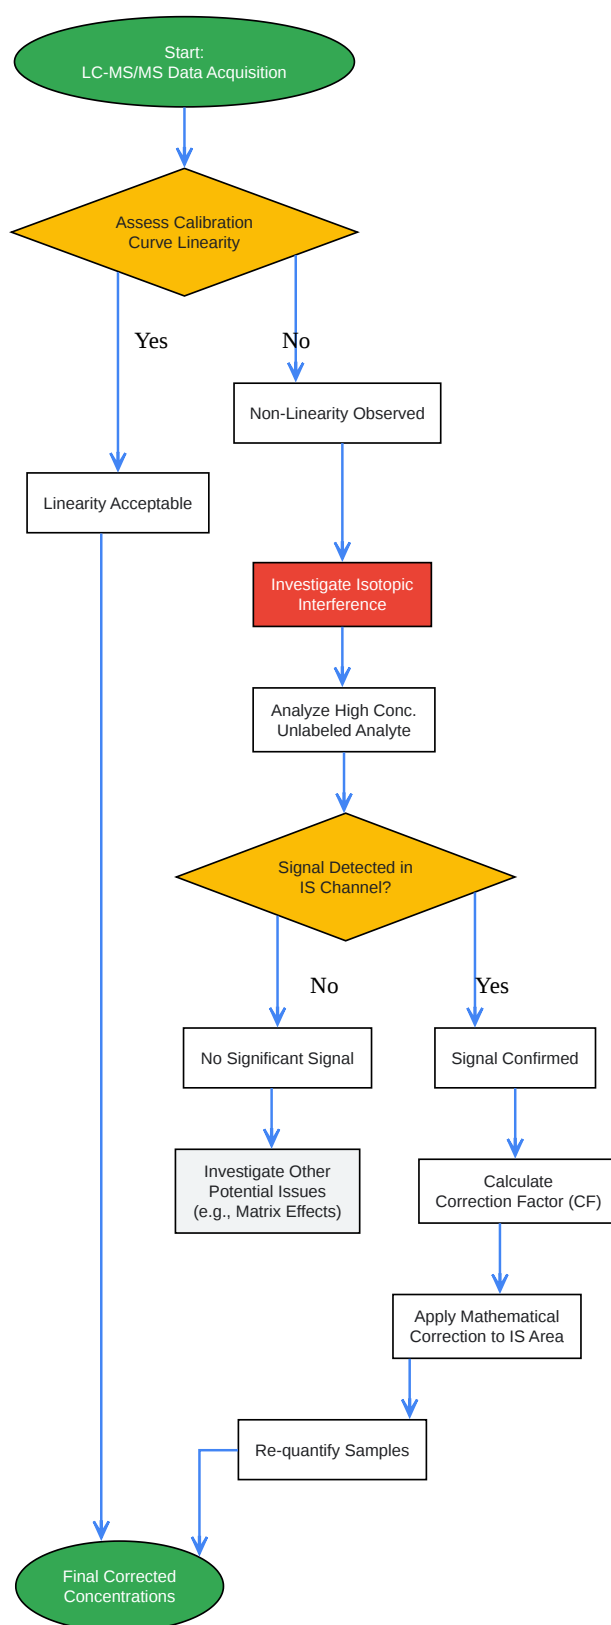 Start:
LC-MS/MS Data Acquisition
Assess Calibration
Curve Linearity
Yes
No
Non-Linearity Observed
Linearity Acceptable
Investigate Isotopic
Interference
Analyze High Conc.
Unlabeled Analyte
Signal Detected in
IS Channel?
No
Yes
No Significant Signal
Signal Confirmed
Investigate Other
Potential Issues
(e.g., Matrix Effects)
Calculate
Correction Factor (CF)
Apply Mathematical
Correction to IS Area
Re-quantify Samples
Final Corrected
Concentrations